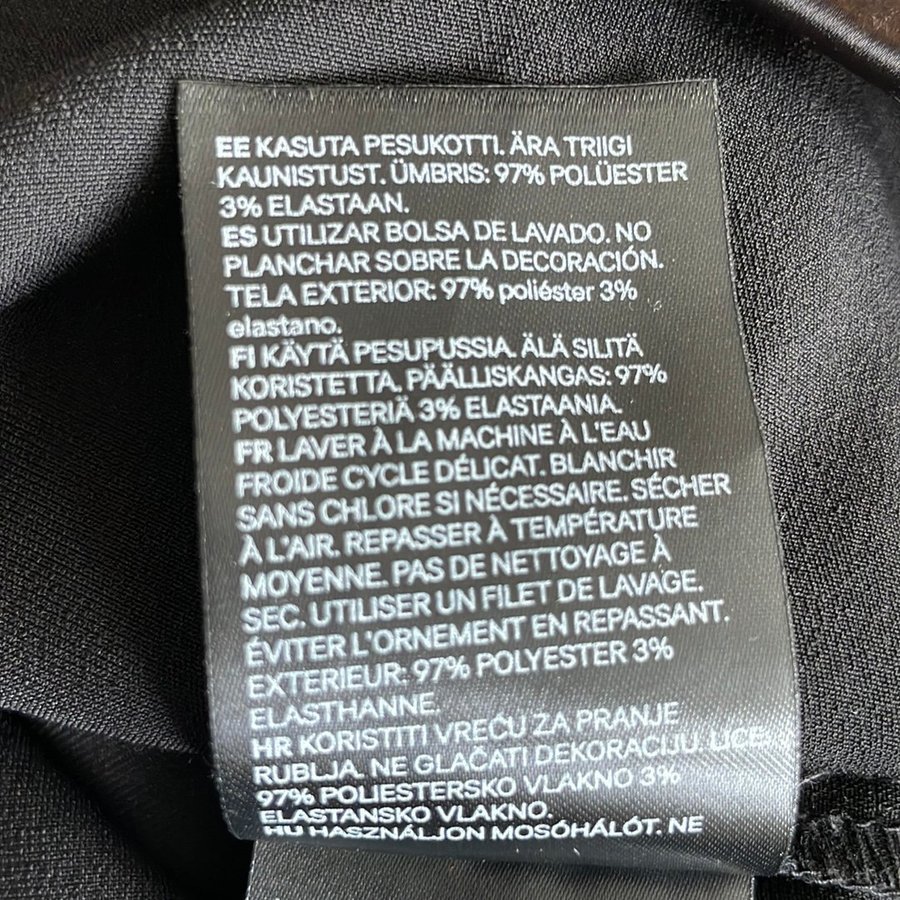 EE KASUTA PESUKOTTI. ÄRA TRIIGI
KAUNISTUST. ÜMBRIS: 97% POLÜESTER
3% ELASTAAN.
ES UTILIZAR BOLSA DE LAVADO. NO
PLANCHAR SOBRE LA DECORACIÓN.
TELA EXTERIOR: 97% poliéster 3%
elastano.
FI KÄYTÄ PESUPUSSIA. ÄLÄ SILITÄ
KORISTETTA. PÄÄLLISKANGAS: 97%
POLYESTERIÄ 3% ELASTAANIA.
FR LAVER À LA MACHINE À L'EAU
FROIDE CYCLE DÉLICAT. BLANCHIR
SANS CHLORE SI NÉCESSAIRE. SÉCHER
À L'AIR. REPASSER À TEMPÉRATURE
MOYENNE. PAS DE NETTOYAGE À
SEC. UTILISER UN FILET DE LAVAGE.
ÉVITER L'ORNEMENT EN REPASSANT.
EXTERIEUR: 97% POLYESTER 3%
ELASTHANNE.
HR KORISTITI VREĆU ZA PRANJE
RUBLJA. NE GLAČATI DEKORACIJU. LICE
97% POLIESTERSKO VLAKNO 3%
ELASTANSKO VLAKNO.
HU HASZNÁLJON MOSÓHÁLÓT. NE